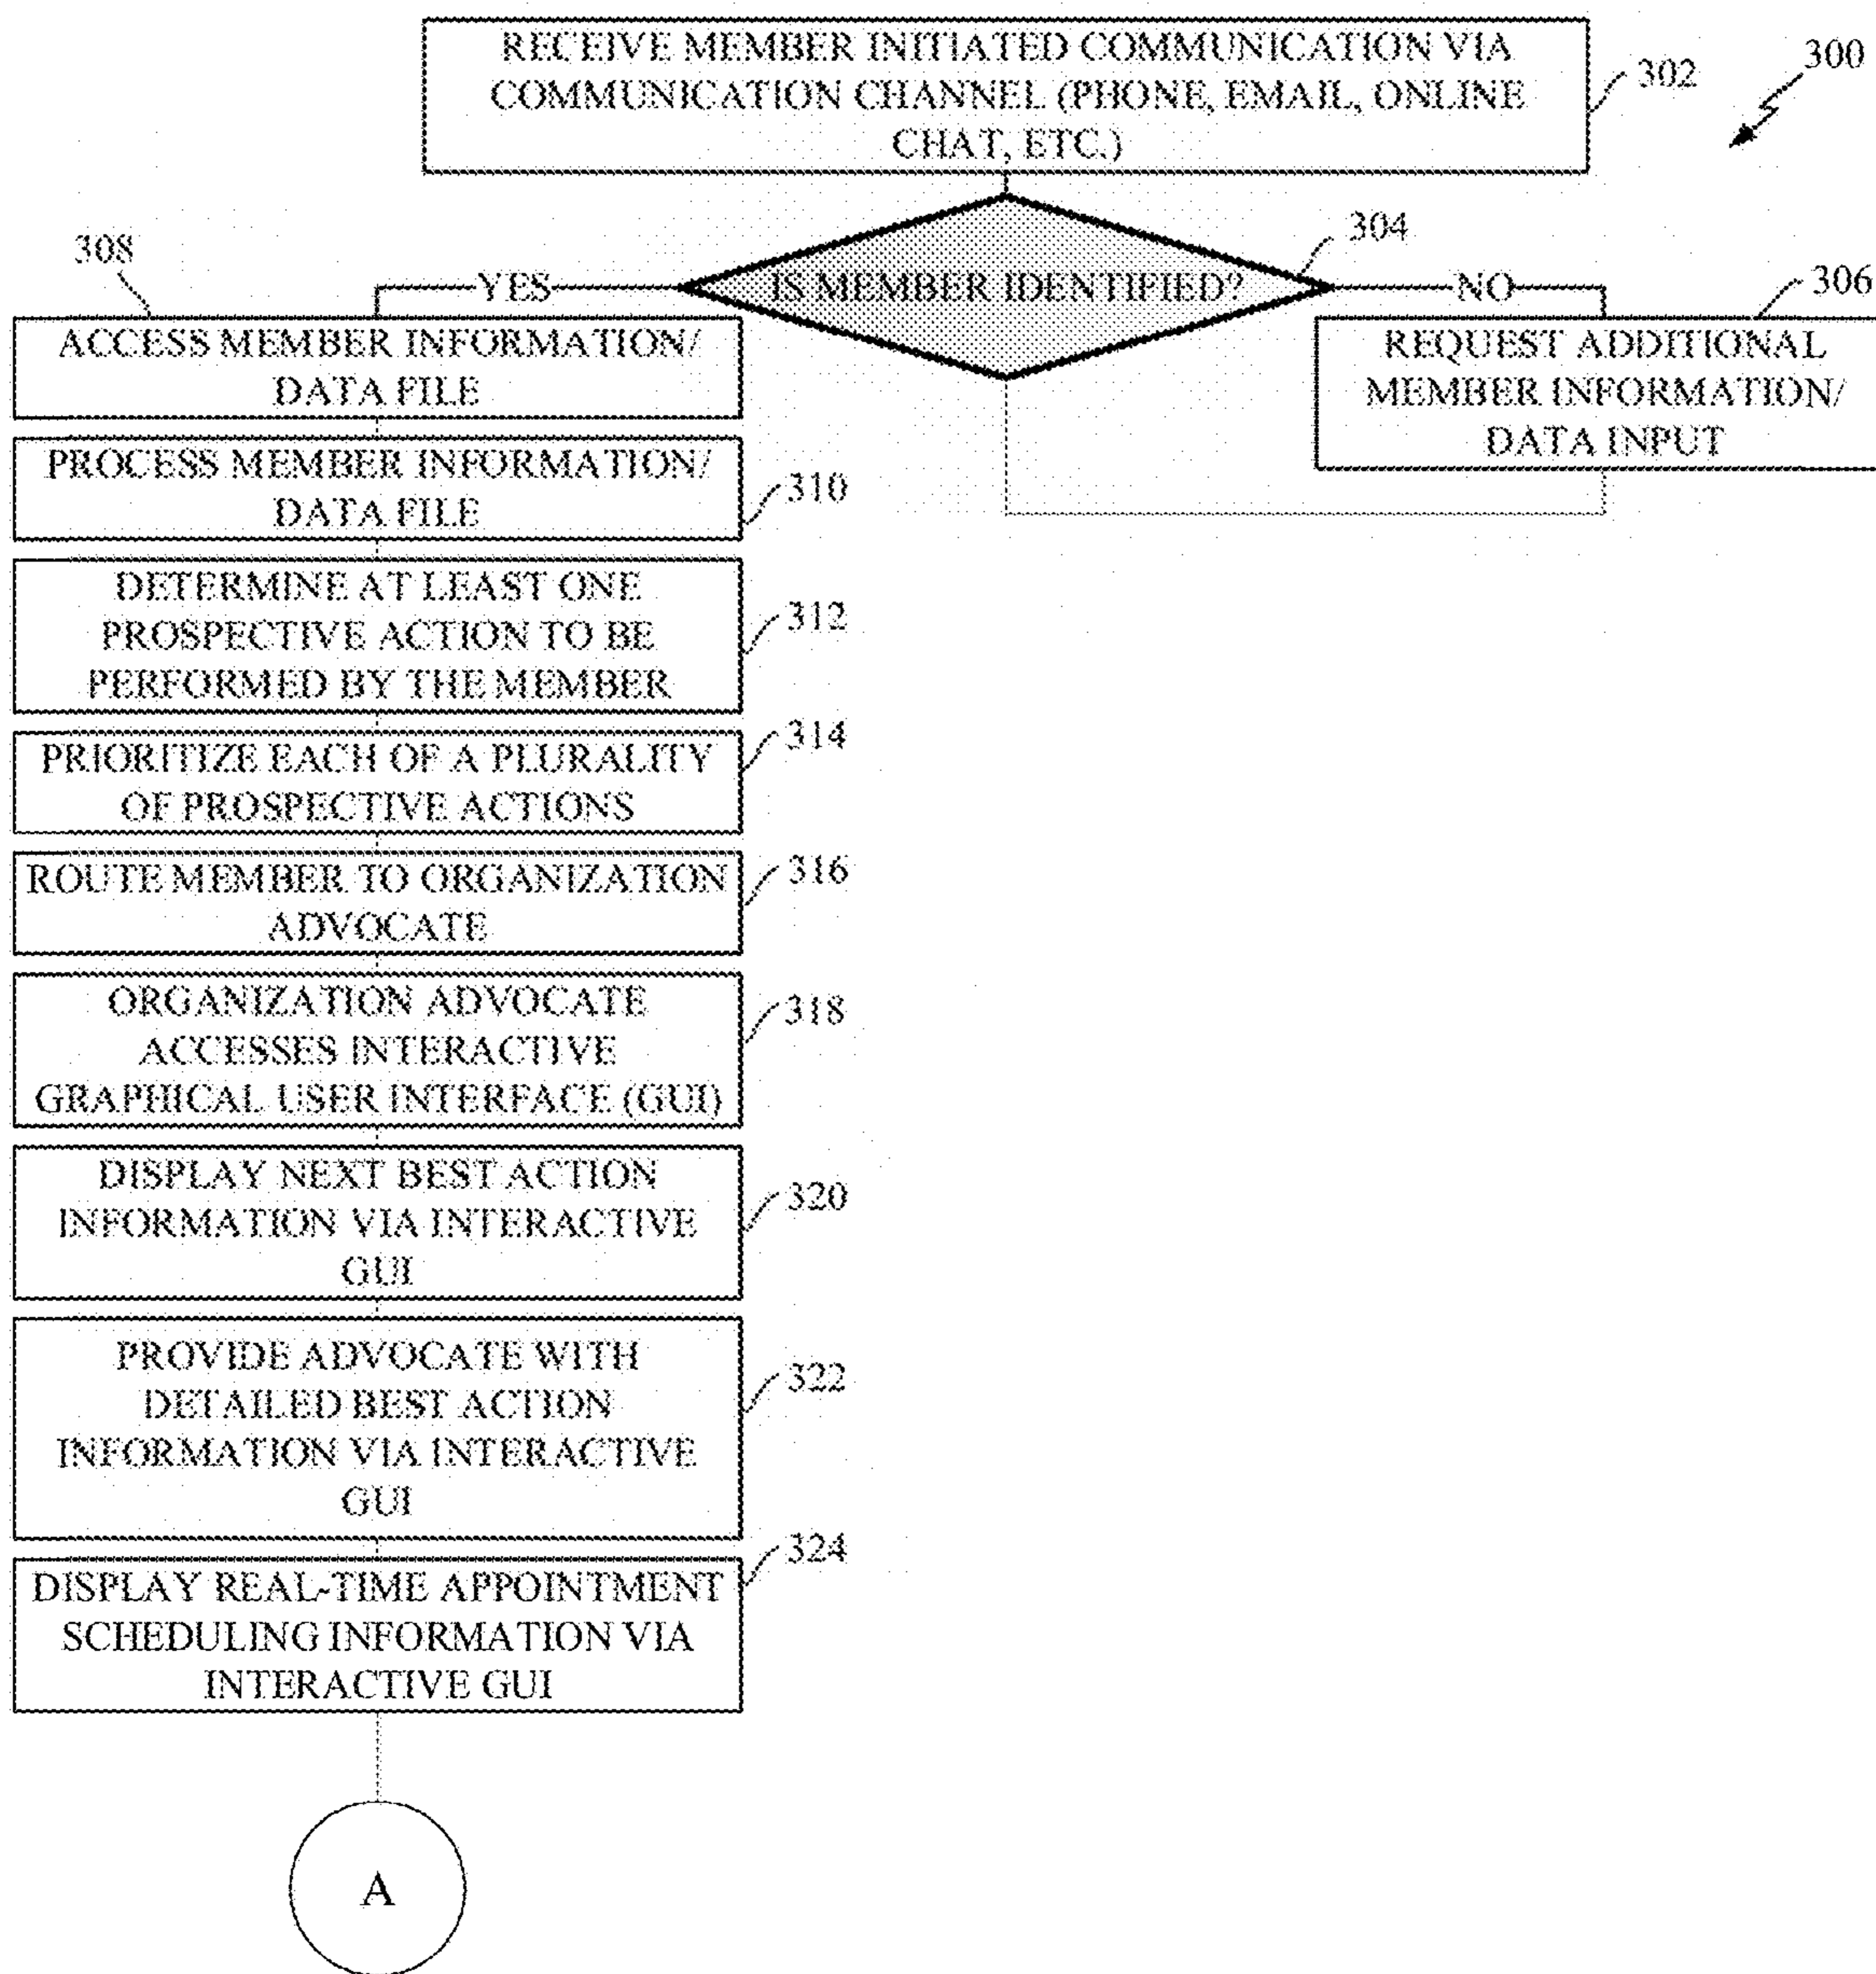 RECEIVE MEMBER INITIATED COMMUNICATION VIA
COMMUNICATION CHANNEL (PHONE, EMAIL, ONLINE
CHAT, ETC.)
302
300
304
IS MEMBER IDENTIFIED?
YES
NO
308
306
ACCESS MEMBER INFORMATION/
DATA FILE
REQUEST ADDITIONAL
MEMBER INFORMATION/
DATA INPUT
PROCESS MEMBER INFORMATION/
DATA FILE
310
DETERMINE AT LEAST ONE
PROSPECTIVE ACTION TO BE
PERFORMED BY THE MEMBER
312
PRIORITIZE EACH OF A PLURALITY
OF PROSPECTIVE ACTIONS
314
ROUTE MEMBER TO ORGANIZATION
ADVOCATE
316
ORGANIZATION ADVOCATE
ACCESSES INTERACTIVE
GRAPHICAL USER INTERFACE (GUI)
318
DISPLAY NEXT BEST ACTION
INFORMATION VIA INTERACTIVE
GUI
320
PROVIDE ADVOCATE WITH
DETAILED BEST ACTION
INFORMATION VIA INTERACTIVE
GUI
322
DISPLAY REAL-TIME APPOINTMENT
SCHEDULING INFORMATION VIA
INTERACTIVE GUI
324
A